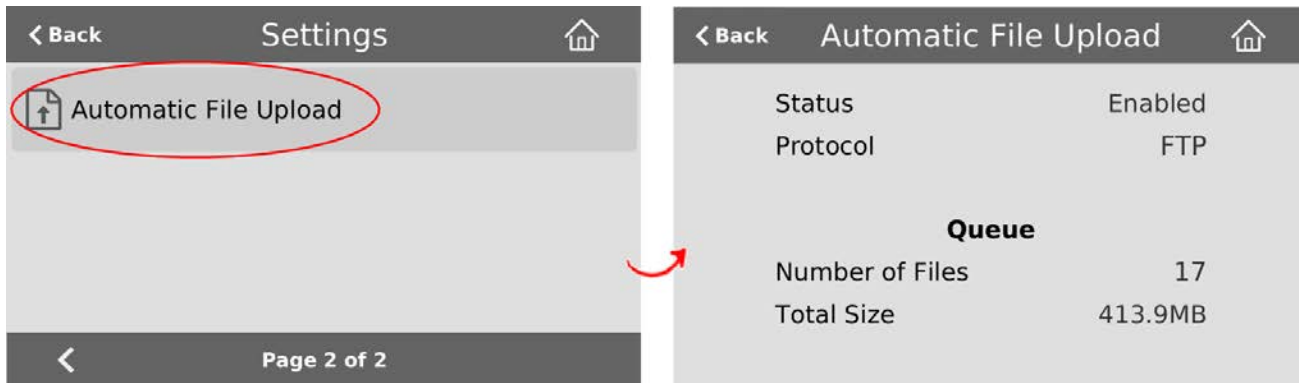 Back Settings
Automatic File Upload
Page 2 of 2
Back Automatic File Upload
Status Enabled
Protocol FTP
Queue
Number of Files 17
Total Size 413.9MB